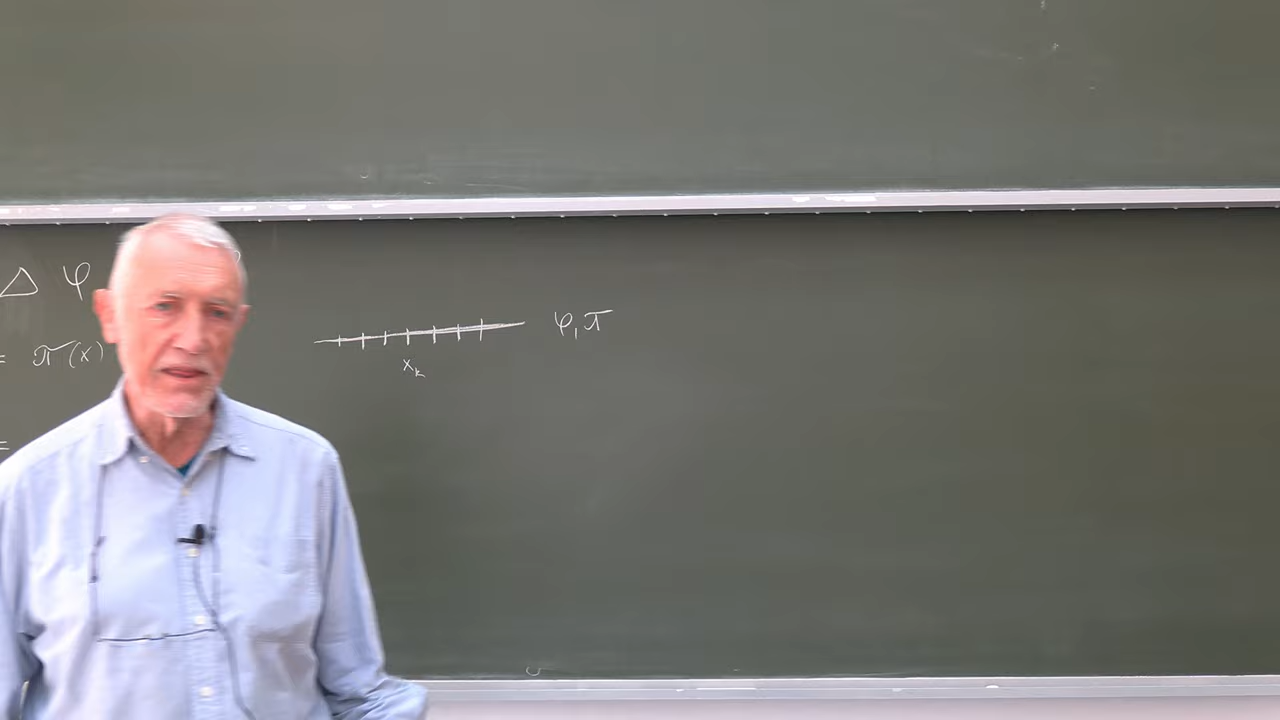 Δ φ
= π(x)
=
φ, π
x_k